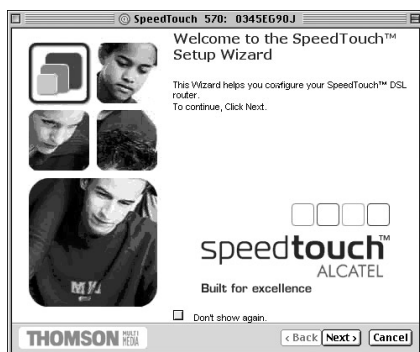 SpeedTouch 570: 0345EG90J
Welcome to the SpeedTouch™
Setup Wizard
This Wizard helps you configure your SpeedTouch™ DSL
router.
To continue, Click Next.
speedtouch™
ALCATEL
Built for excellence
Don't show again.
THOMSON MULTI MEDIA
‹ Back Next › Cancel